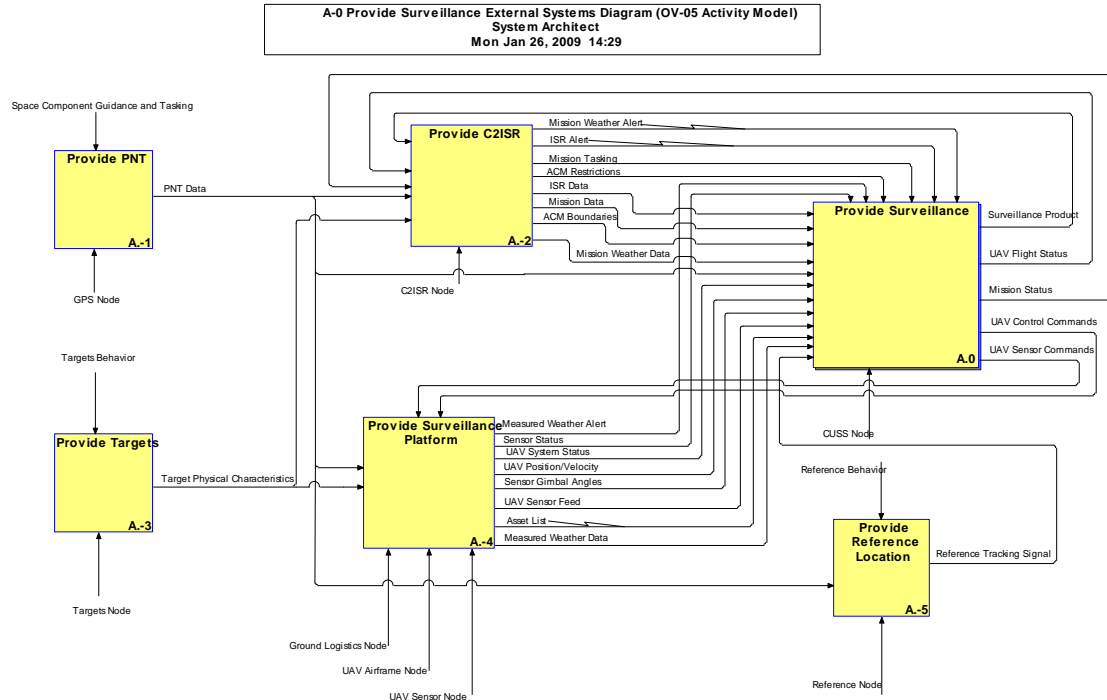 A-0 Provide Surveillance External Systems Diagram (OV-05 Activity Model)
System Architect
Mon Jan 26, 2009 14:29
Space Component Guidance and Tasking
Provide PNT
A.-1
PNT Data
GPS Node
Provide C2ISR
A.-2
C2ISR Node
Mission Weather Alert
ISR Alert
Mission Tasking
ACM Restrictions
ISR Data
Mission Data
ACM Boundaries
Mission Weather Data
Provide Surveillance
A.0
Surveillance Product
UAV Flight Status
Mission Status
UAV Control Commands
UAV Sensor Commands
CUSS Node
Targets Behavior
Provide Targets
A.-3
Target Physical Characteristics
Targets Node
Provide Surveillance
Platform
A.-4
Measured Weather Alert
Sensor Status
UAV System Status
UAV Position/Velocity
Sensor Gimbal Angles
UAV Sensor Feed
Asset List
Measured Weather Data
Ground Logistics Node
UAV Airframe Node
UAV Sensor Node
Reference Behavior
Provide
Reference
Location
A.-5
Reference Tracking Signal
Reference Node